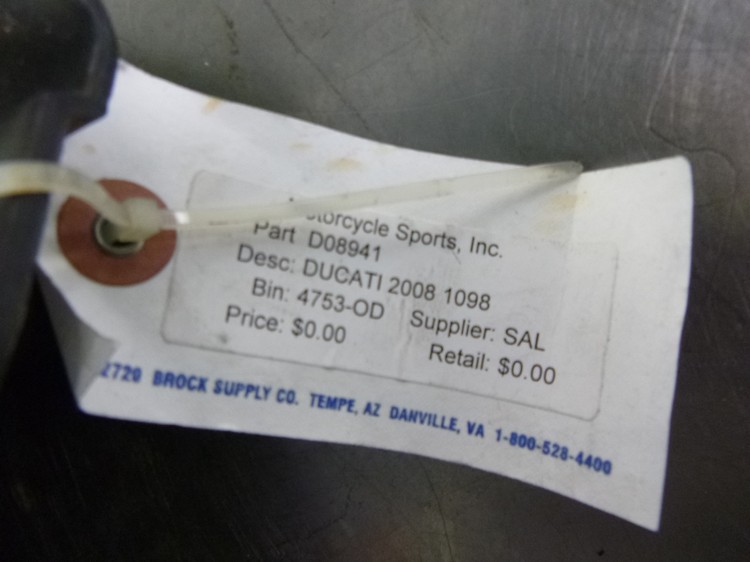 Sports, Inc.
Part D08941
Desc: DUCATI 2008 1098
Bin: 4753-OD Supplier: SAL
Price: $0.00 Retail: $0.00
2720 BROCK SUPPLY CO. TEMPE, AZ DANVILLE, VA 1-800-528-4400